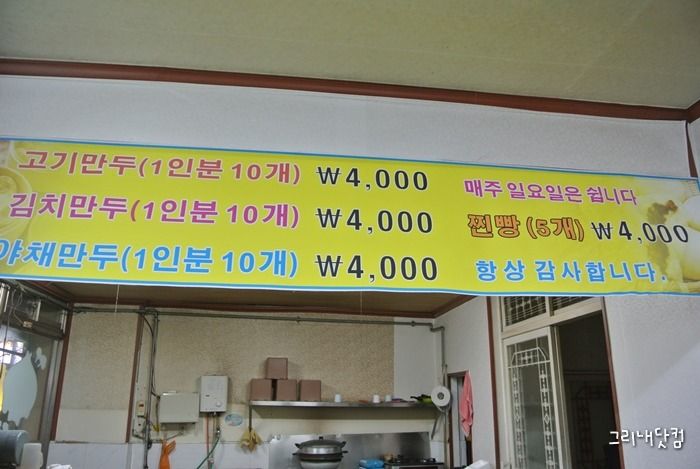 고기만두(1인분 10개) ₩4,000
김치만두(1인분 10개) ₩4,000
야채만두(1인분 10개) ₩4,000
매주 일요일은 쉽니다
찐빵 (5개) ₩4,000
항상 감사합니다.
그리내닷컴